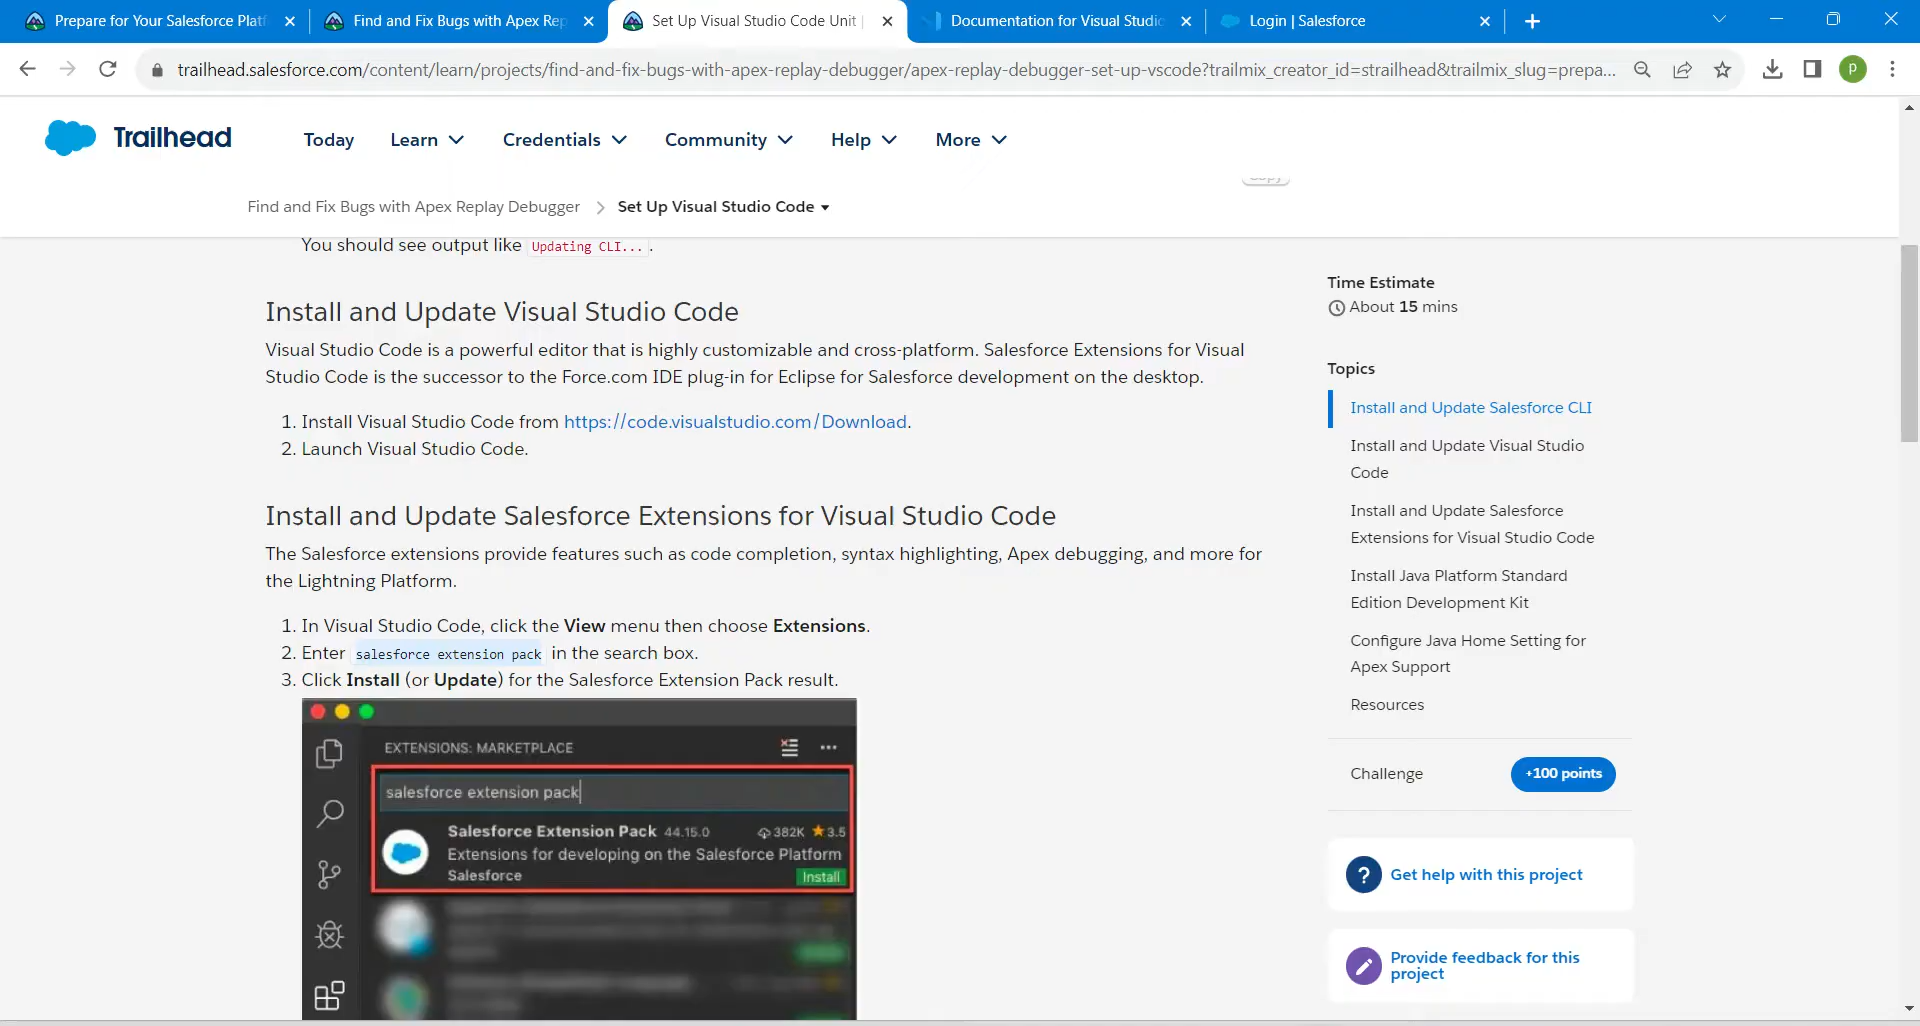 Prepare for Your Salesforce Platf
Find and Fix Bugs with Apex Rep
Set Up Visual Studio Code Unit
Documentation for Visual Studio
Login | Salesforce
trailhead.salesforce.com/content/learn/projects/find-and-fix-bugs-with-apex-replay-debugger/apex-replay-debugger-set-up-vscode?trailmix_creator_id=strailhead&trailmix_slug=prepa...
P
Trailhead
Today
Learn
Credentials
Community
Help
More
Copy
Find and Fix Bugs with Apex Replay Debugger
Set Up Visual Studio Code
You should see output like Updating CLI... .
Install and Update Visual Studio Code
Visual Studio Code is a powerful editor that is highly customizable and cross-platform. Salesforce Extensions for Visual
Studio Code is the successor to the Force.com IDE plug-in for Eclipse for Salesforce development on the desktop.
1. Install Visual Studio Code from https://code.visualstudio.com/Download.
2. Launch Visual Studio Code.
Install and Update Salesforce Extensions for Visual Studio Code
The Salesforce extensions provide features such as code completion, syntax highlighting, Apex debugging, and more for
the Lightning Platform.
1. In Visual Studio Code, click the View menu then choose Extensions.
2. Enter salesforce extension pack in the search box.
3. Click Install (or Update) for the Salesforce Extension Pack result.
EXTENSIONS: MARKETPLACE
salesforce extension pack
Salesforce Extension Pack 44.15.0
382K ★3.5
Extensions for developing on the Salesforce Platform
Salesforce
Install
Time Estimate
About 15 mins
Topics
Install and Update Salesforce CLI
Install and Update Visual Studio
Code
Install and Update Salesforce
Extensions for Visual Studio Code
Install Java Platform Standard
Edition Development Kit
Configure Java Home Setting for
Apex Support
Resources
Challenge
+100 points
? Get help with this project
Provide feedback for this
project